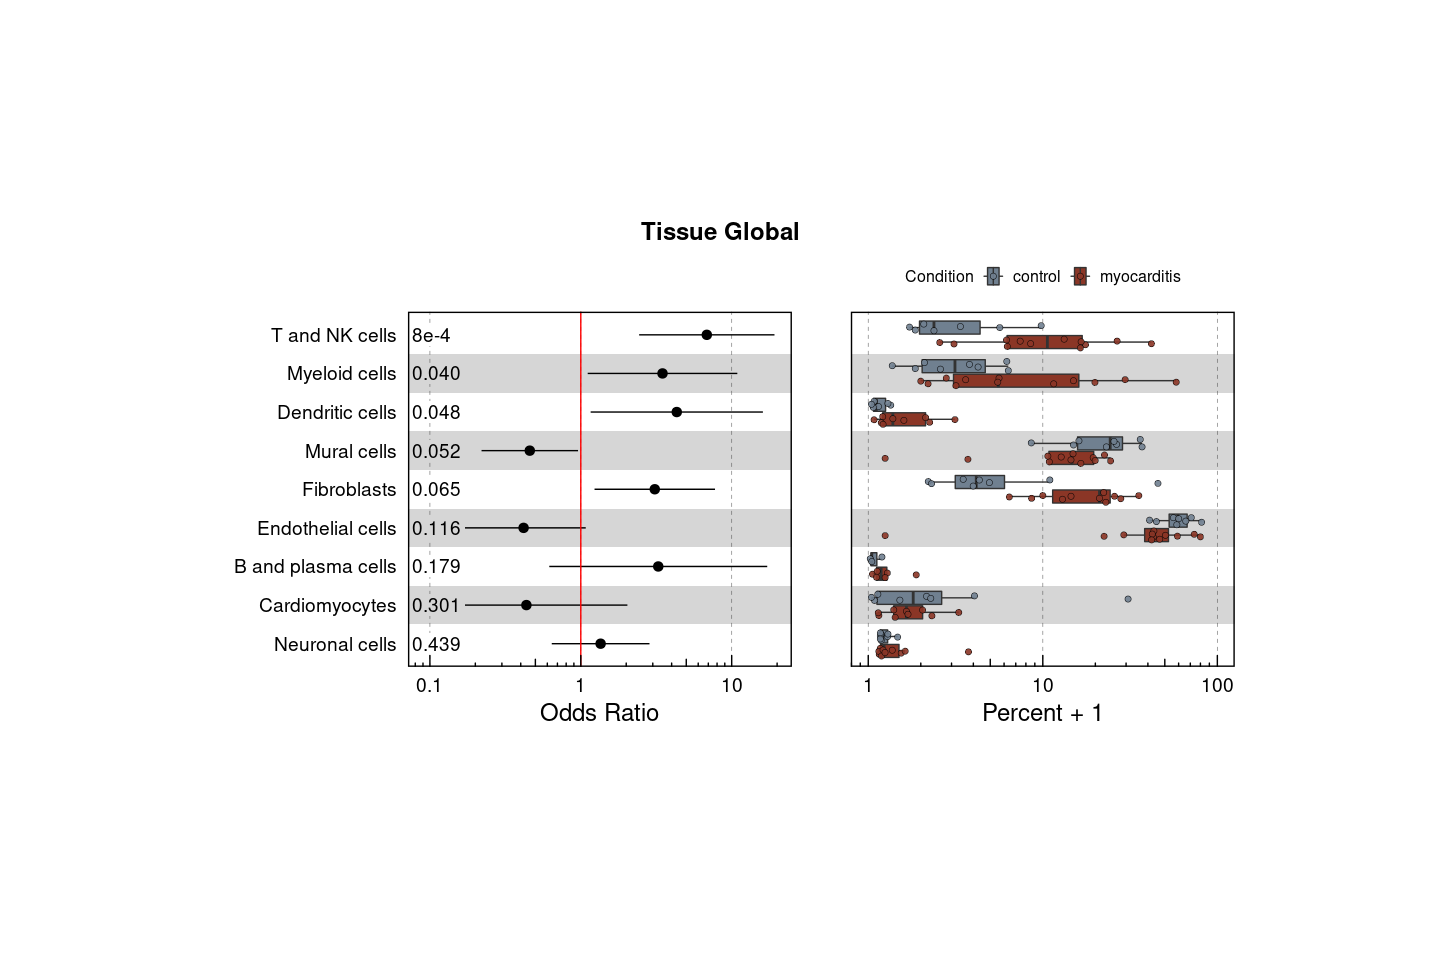 Tissue Global
Condition control myocarditis
T and NK cells 8e-4
Myeloid cells 0.040
Dendritic cells 0.048
Mural cells 0.052
Fibroblasts 0.065
Endothelial cells 0.116
B and plasma cells 0.179
Cardiomyocytes 0.301
Neuronal cells 0.439
0.1 1 10
Odds Ratio
1 10 100
Percent + 1